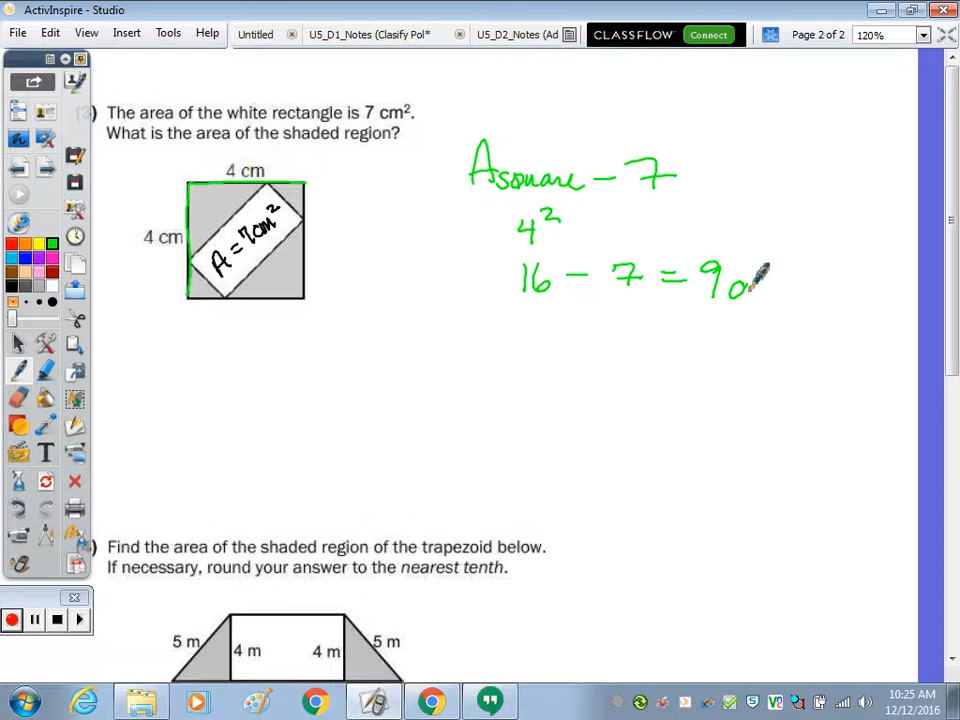 ActivInspire - Studio
File Edit View Insert Tools Help
Untitled
U5_D1_Notes (Clasify Pol*
U5_D2_Notes (Ad
CLASSFLOW Connect
Page 2 of 2
120%
(3) The area of the white rectangle is 7 cm².
What is the area of the shaded region?
4 cm
4 cm
A = 7cm²
Asquare - 7
4²
16 - 7 = 9
Find the area of the shaded region of the trapezoid below.
If necessary, round your answer to the nearest tenth.
5 m
4 m
4 m
5 m
10:25 AM
12/12/2016